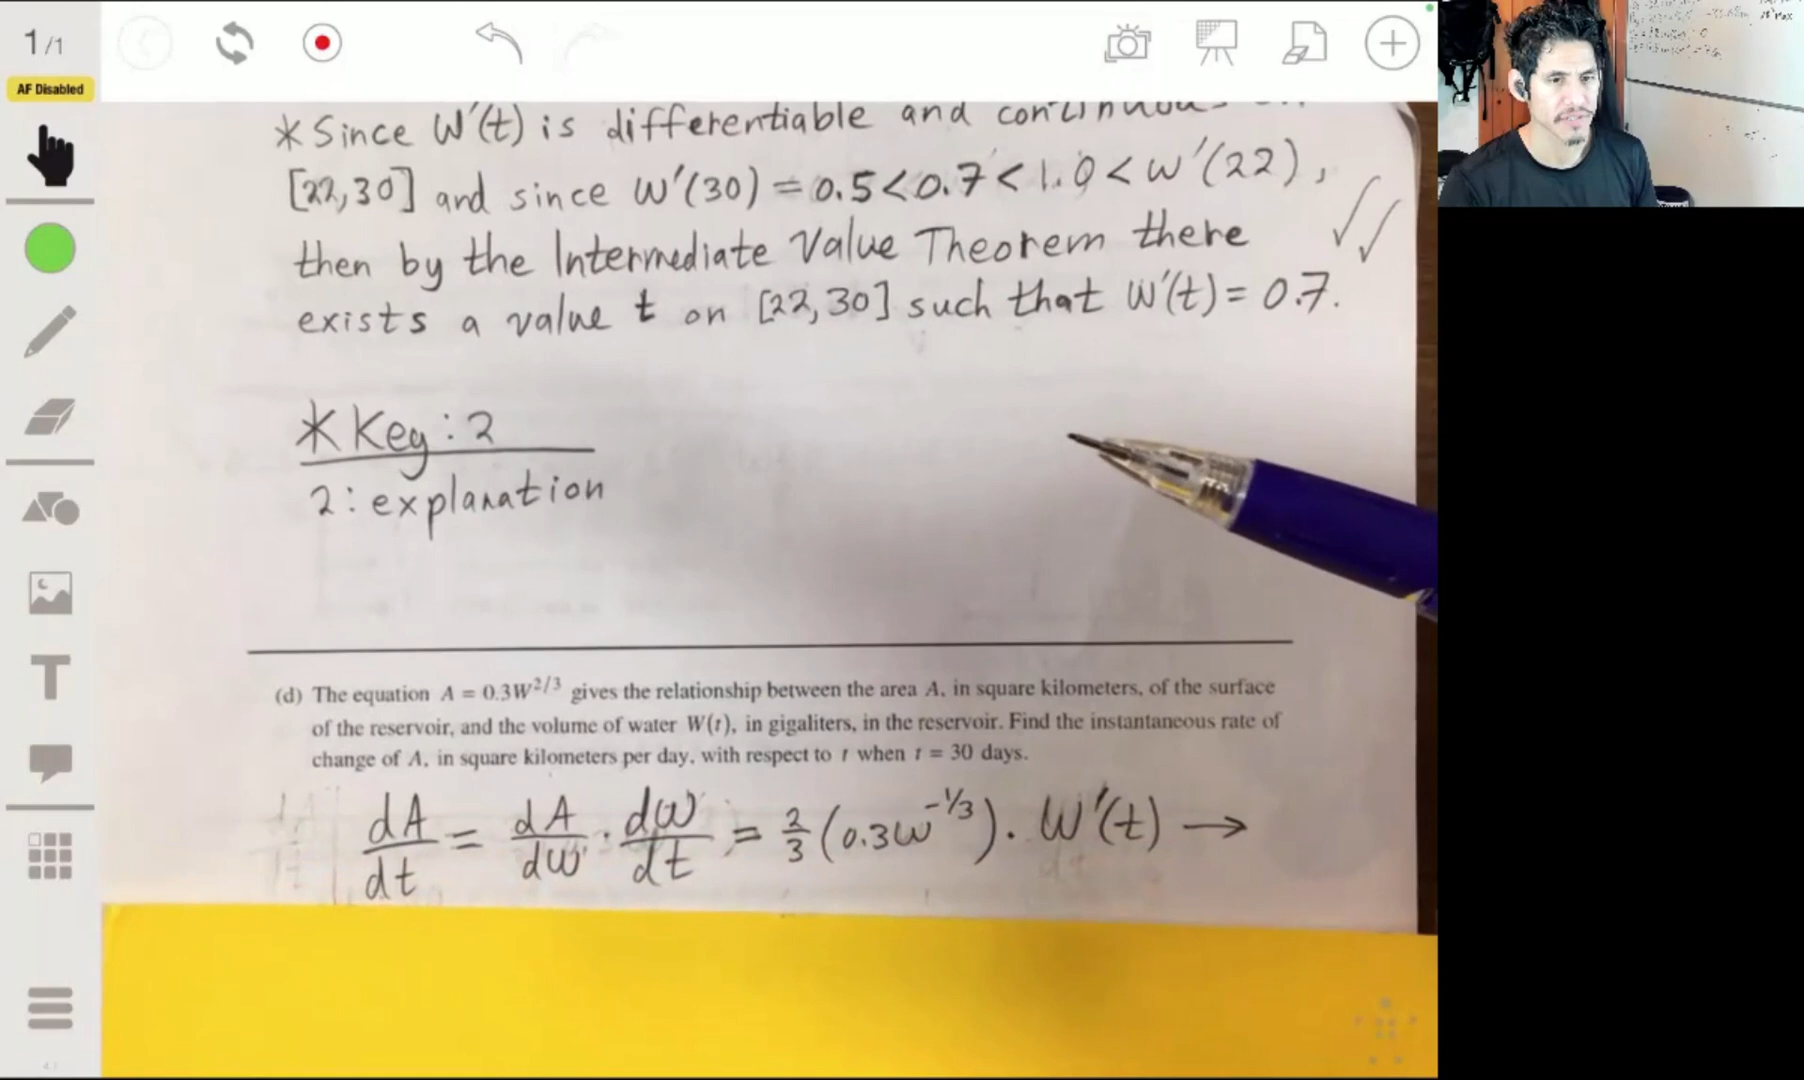 1/1
AF Disabled
*Since W'(t) is differentiable and
[22,30] and since W'(30) = 0.5<0.7<1.0<W'(22),
then by the Intermediate Value Theorem there
exists a value t on [22,30] such that W'(t) = 0.7.
*Key: 2
2: explanation
(d) The equation A = 0.3W^{2/3} gives the relationship between the area A, in square kilometers, of the surface
of the reservoir, and the volume of water W(t), in gigaliters, in the reservoir. Find the instantaneous rate of
change of A, in square kilometers per day, with respect to t when t = 30 days.
dA/dt = dA/dW · dW/dt = 2/3 (0.3W^{-1/3}) · W'(t) →
T